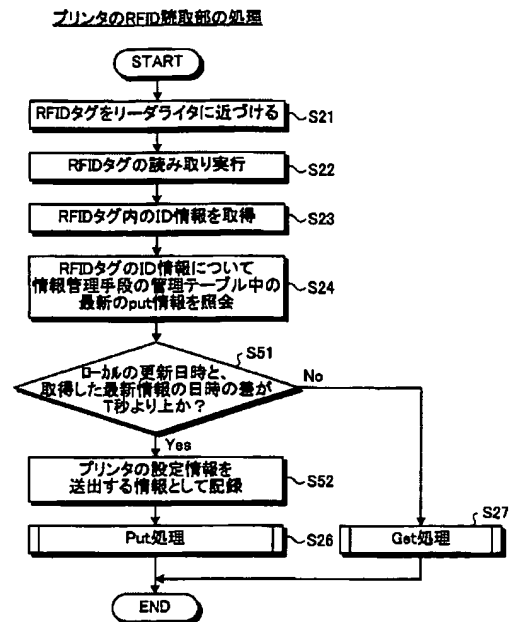 プリンタのRFID読取部の処理
START
RFIDタグをリーダライタに近づける
S21
RFIDタグの読み取り実行
S22
RFIDタグ内のID情報を取得
S23
RFIDタグのID情報について
情報管理手段の管理テーブル中の
最新のput情報を照会
S24
S51
ローカルの更新日時と、
取得した最新情報の日時の差が
T秒より上か？
No
Yes
プリンタの設定情報を
送出する情報として記録
S52
Put処理
S26
Get処理
S27
END